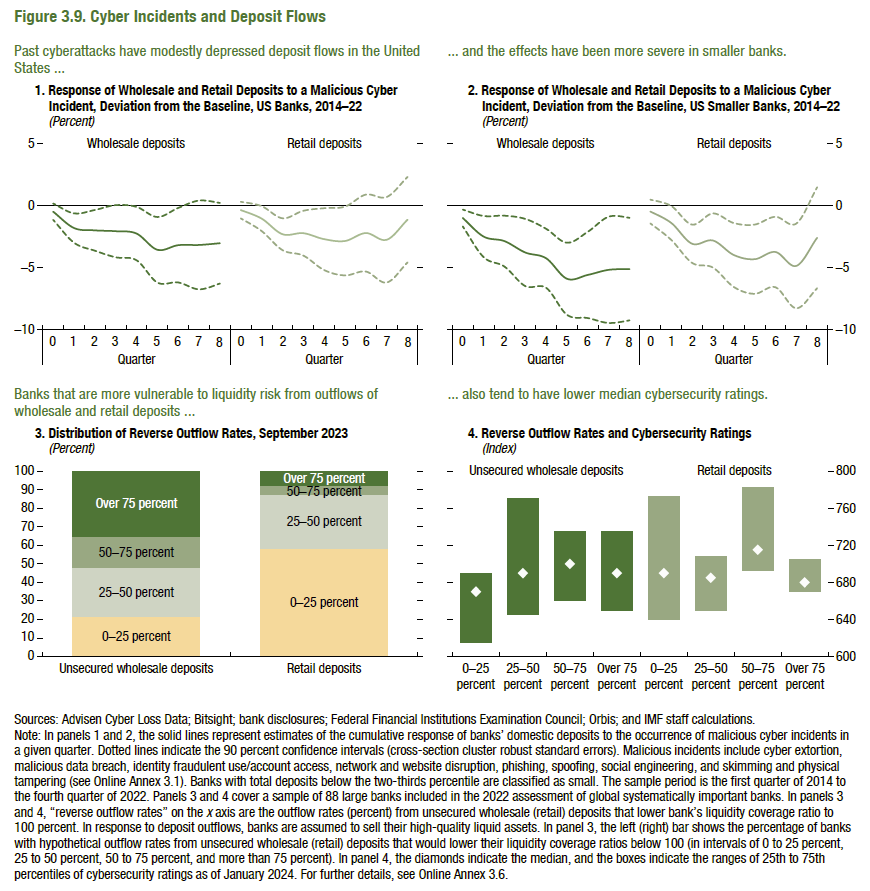 Figure 3.9. Cyber Incidents and Deposit Flows
Past cyberattacks have modestly depressed deposit flows in the United
States ...
... and the effects have been more severe in smaller banks.
1. Response of Wholesale and Retail Deposits to a Malicious Cyber
Incident, Deviation from the Baseline, US Banks, 2014–22
(Percent)
Wholesale deposits
Retail deposits
5
0
–5
–10
0 1 2 3 4 5 6 7 8
0 1 2 3 4 5 6 7 8
Quarter
Quarter
2. Response of Wholesale and Retail Deposits to a Malicious Cyber
Incident, Deviation from the Baseline, US Smaller Banks, 2014–22
(Percent)
Wholesale deposits
Retail deposits
5
0
–5
–10
0 1 2 3 4 5 6 7 8
0 1 2 3 4 5 6 7 8
Quarter
Quarter
Banks that are more vulnerable to liquidity risk from outflows of
wholesale and retail deposits ...
... also tend to have lower median cybersecurity ratings.
3. Distribution of Reverse Outflow Rates, September 2023
(Percent)
100
90
80
70
60
50
40
30
20
10
0
Over 75 percent
50–75 percent
25–50 percent
0–25 percent
Over 75 percent
50–75 percent
25–50 percent
0–25 percent
Unsecured wholesale deposits
Retail deposits
4. Reverse Outflow Rates and Cybersecurity Ratings
(Index)
Unsecured wholesale deposits
Retail deposits
800
760
720
680
640
600
0–25 25–50 50–75 Over 75 0–25 25–50 50–75 Over 75
percent percent percent percent percent percent percent percent
Sources: Advisen Cyber Loss Data; Bitsight; bank disclosures; Federal Financial Institutions Examination Council; Orbis; and IMF staff calculations.
Note: In panels 1 and 2, the solid lines represent estimates of the cumulative response of banks' domestic deposits to the occurrence of malicious cyber incidents in
a given quarter. Dotted lines indicate the 90 percent confidence intervals (cross-section cluster robust standard errors). Malicious incidents include cyber extortion,
malicious data breach, identity fraudulent use/account access, network and website disruption, phishing, spoofing, social engineering, and skimming and physical
tampering (see Online Annex 3.1). Banks with total deposits below the two-thirds percentile are classified as small. The sample period is the first quarter of 2014 to
the fourth quarter of 2022. Panels 3 and 4 cover a sample of 88 large banks included in the 2022 assessment of global systematically important banks. In panels 3
and 4, "reverse outflow rates" on the x axis are the outflow rates (percent) from unsecured wholesale (retail) deposits that lower bank's liquidity coverage ratio to
100 percent. In response to deposit outflows, banks are assumed to sell their high-quality liquid assets. In panel 3, the left (right) bar shows the percentage of banks
with hypothetical outflow rates from unsecured wholesale (retail) deposits that would lower their liquidity coverage ratios below 100 (in intervals of 0 to 25 percent,
25 to 50 percent, 50 to 75 percent, and more than 75 percent). In panel 4, the diamonds indicate the median, and the boxes indicate the ranges of 25th to 75th
percentiles of cybersecurity ratings as of January 2024. For further details, see Online Annex 3.6.